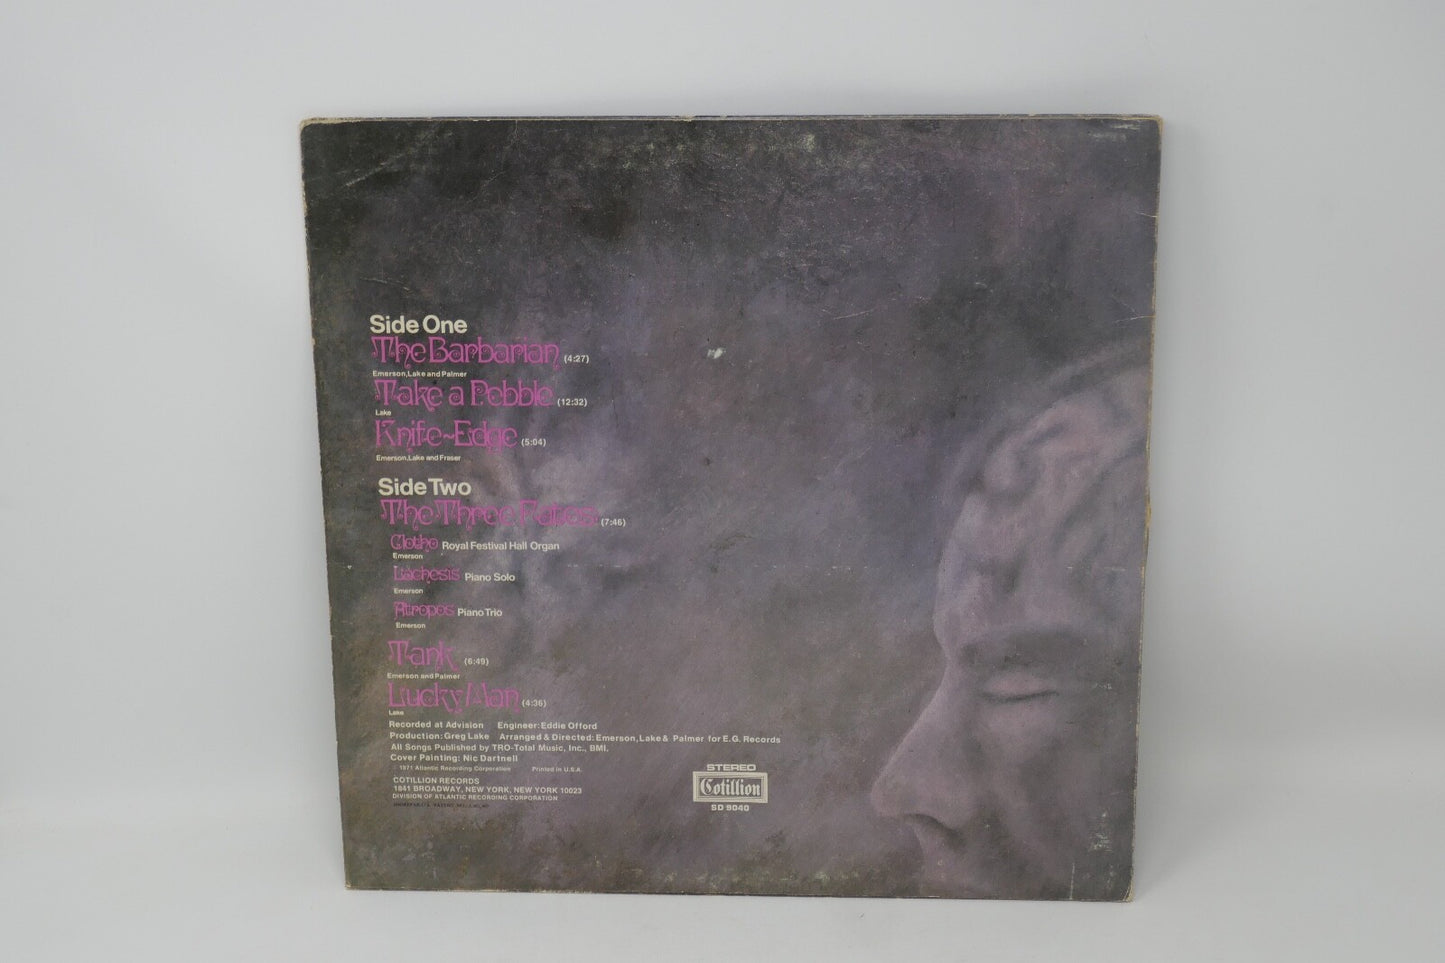 Side One
The Barbarian (4:27)
Emerson, Lake and Palmer
Take a Pebble (12:32)
Lake
Knife-Edge (5:04)
Emerson, Lake and Fraser
Side Two
The Three Fates (7:46)
Clotho Royal Festival Hall Organ
Emerson
Lachesis Piano Solo
Emerson
Atropos Piano Trio
Emerson
Tank (6:49)
Emerson and Palmer
Lucky Man (4:36)
Lake
Recorded at Advision Engineer: Eddie Offord
Production: Greg Lake Arranged & Directed: Emerson, Lake & Palmer for E.G. Records
All Songs Published by TRO-Total Music, Inc., BMI.
Cover Painting: Nic Dartnell
1971 Atlantic Recording Corporation Printed in U.S.A.
COTILLION RECORDS
1841 BROADWAY, NEW YORK, NEW YORK 10023
DIVISION OF ATLANTIC RECORDING CORPORATION
STEREO
Cotillion
SD 9040